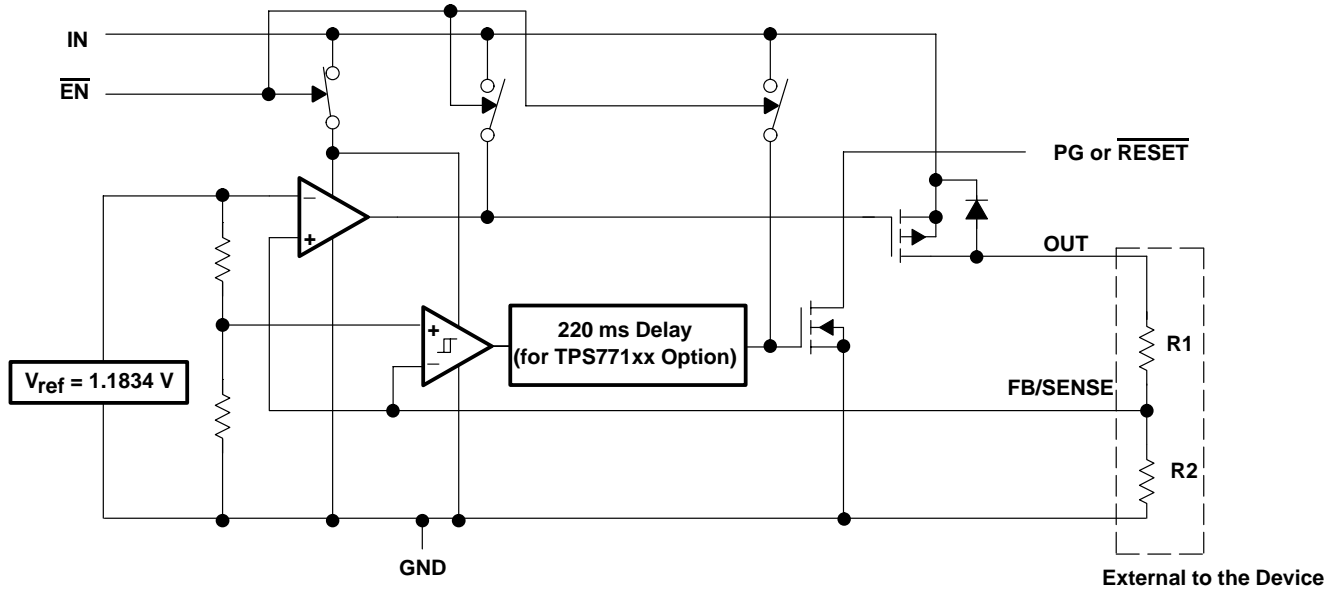 IN
EN
PG or RESET
−
+
OUT
+
−
220 ms Delay
(for TPS771xx Option)
R1
Vref = 1.1834 V
FB/SENSE
R2
GND
External to the Device